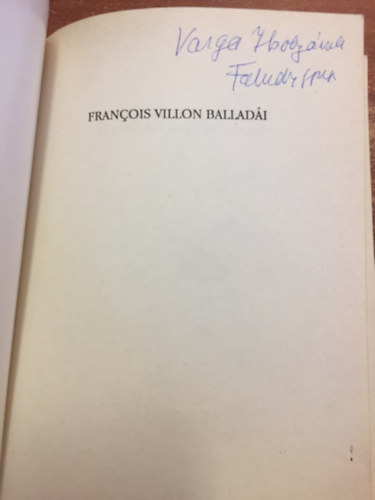 Varga Ibolyának
Faludy György
FRANÇOIS VILLON BALLADÁI